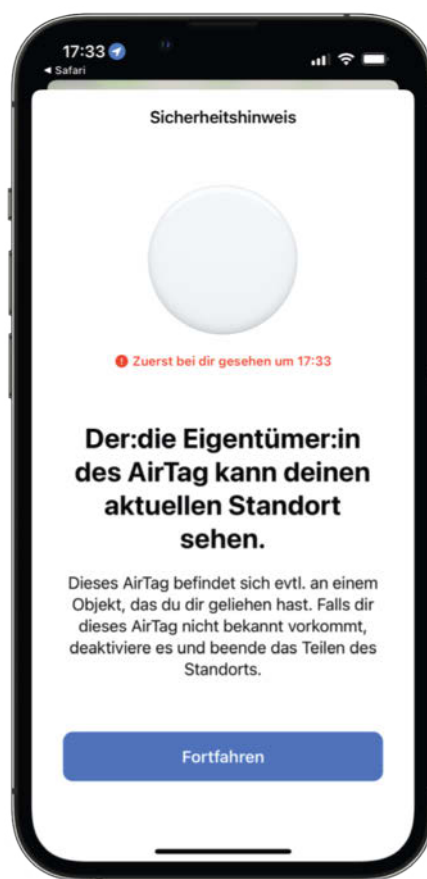 17:33
◀ Safari
Sicherheitshinweis
Zuerst bei dir gesehen um 17:33
Der:die Eigentümer:in
des AirTag kann deinen
aktuellen Standort
sehen.
Dieses AirTag befindet sich evtl. an einem
Objekt, das du dir geliehen hast. Falls dir
dieses AirTag nicht bekannt vorkommt,
deaktiviere es und beende das Teilen des
Standorts.
Fortfahren